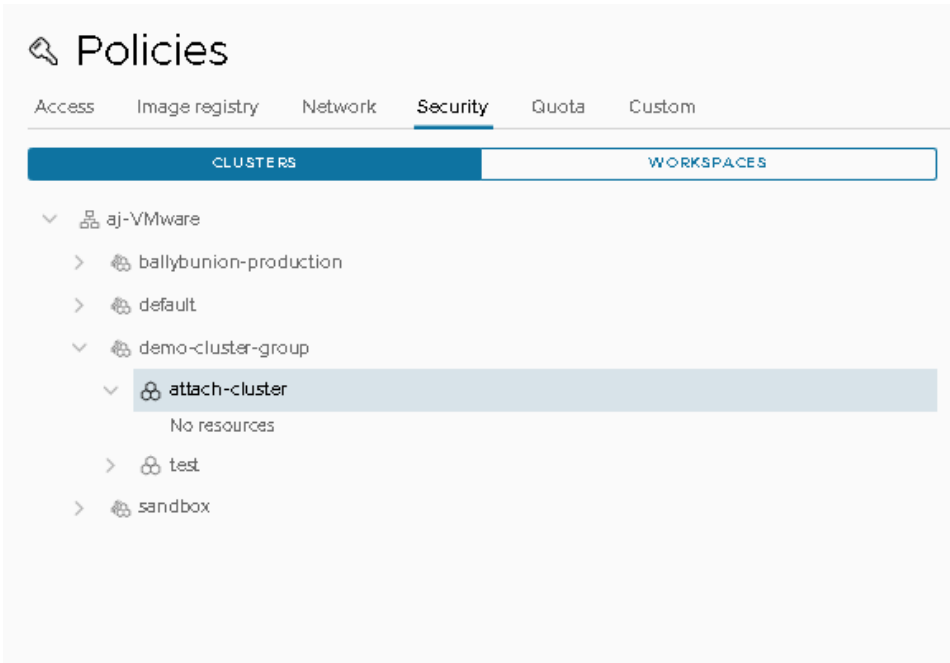 Policies
Access Image registry Network Security Quota Custom
CLUSTERS WORKSPACES
aj-VMware
ballybunion-production
default
demo-cluster-group
attach-cluster
No resources
test
sandbox